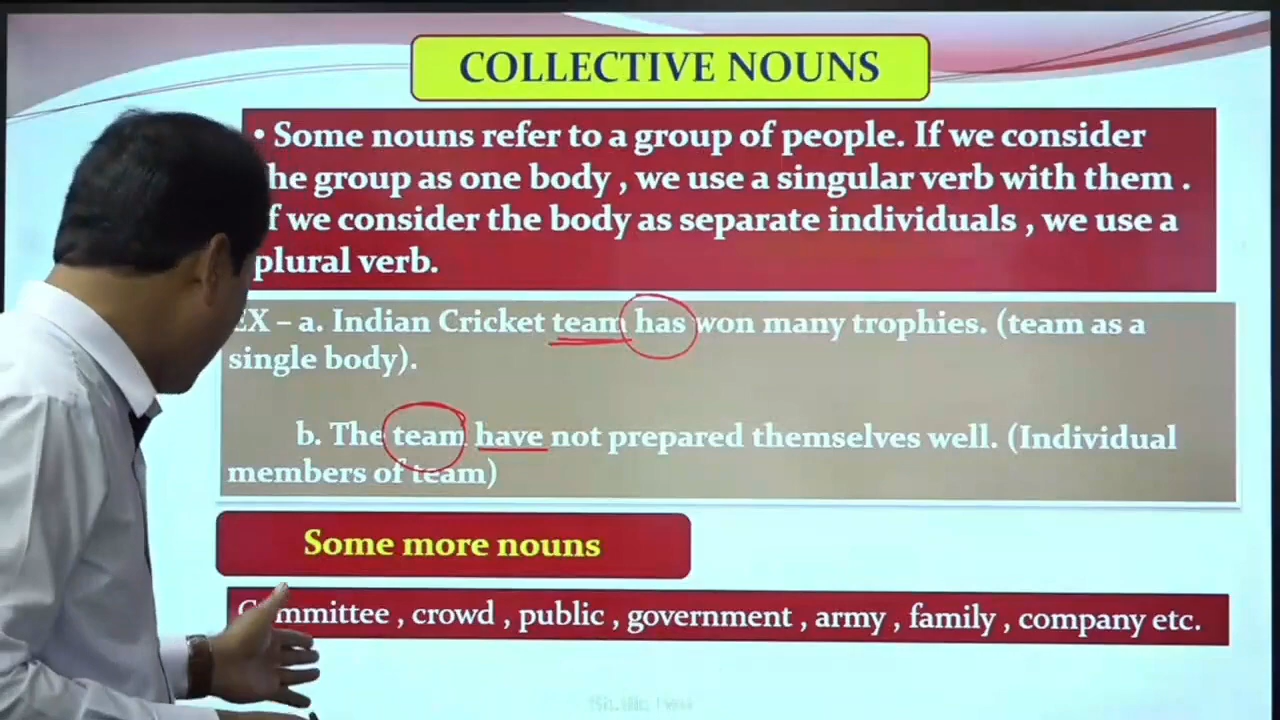 COLLECTIVE NOUNS
• Some nouns refer to a group of people. If we consider
he group as one body , we use a singular verb with them .
f we consider the body as separate individuals , we use a
plural verb.
EX – a. Indian Cricket team has won many trophies. (team as a
single body).
b. The team have not prepared themselves well. (Individual
members of team)
Some more nouns
Committee , crowd , public , government , army , family , company etc.